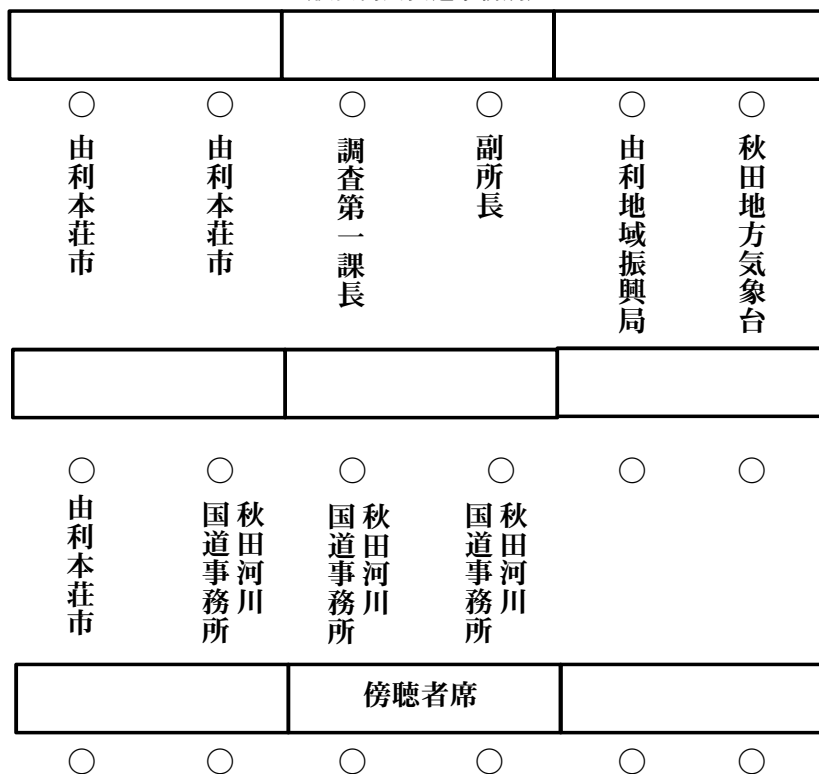 ○ ○ ○ ○ ○ ○
由利本荘市
由利本荘市
調査第一課長
副所長
由利地域振興局
秋田地方気象台
○ ○ ○ ○ ○ ○
由利本荘市
秋田河川
国道事務所
秋田河川
国道事務所
秋田河川
国道事務所
傍聴者席
○ ○ ○ ○ ○ ○